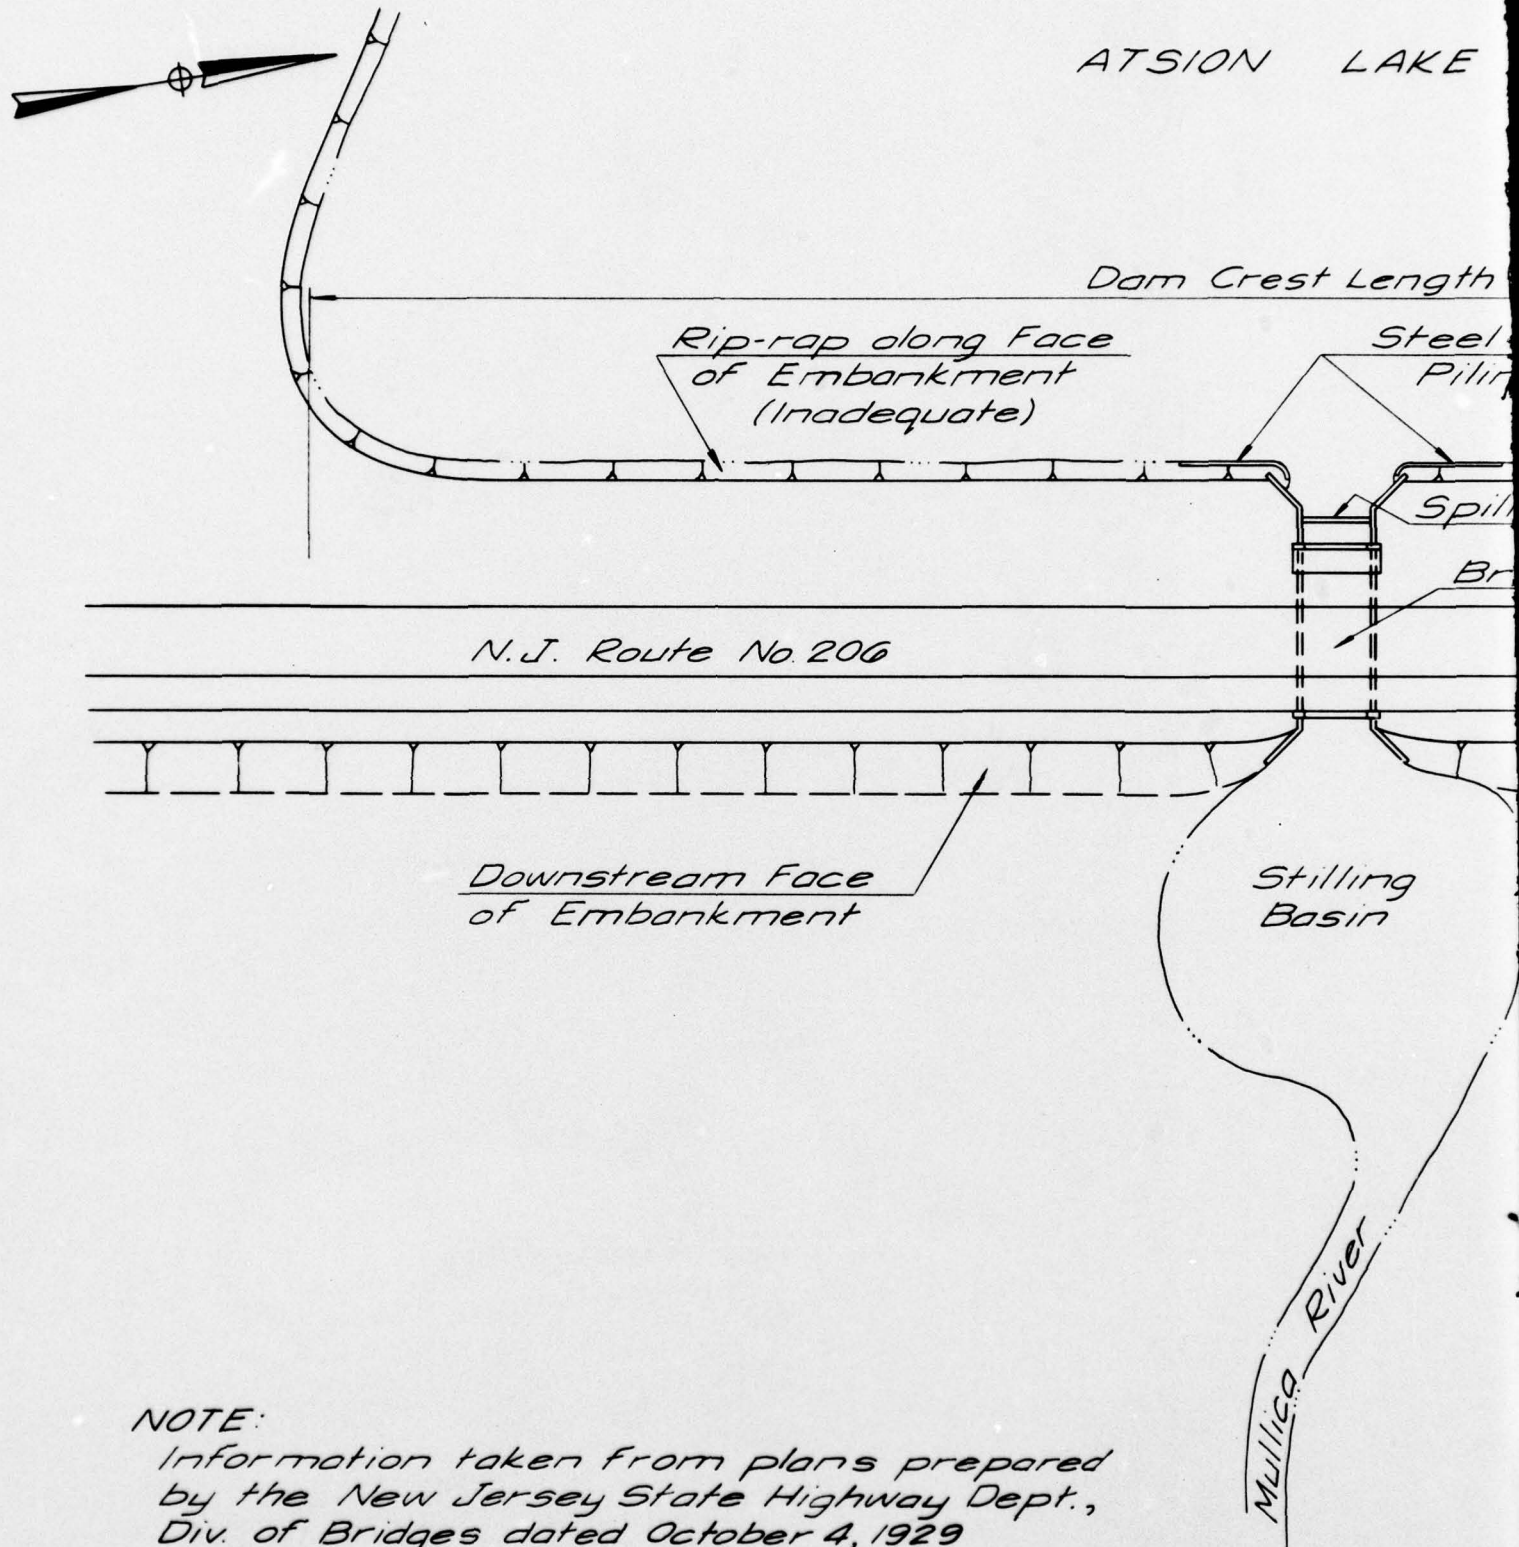 ATSION LAKE
Dam Crest Length
Rip-rap along Face
of Embankment
(Inadequate)
Steel
N.J. Route No. 206
Downstream Face
of Embankment
Stilling
Basin
Mullica River
NOTE:
Information taken from plans prepared
by the New Jersey State Highway Dept.,
Div. of Bridges dated October 4, 1929